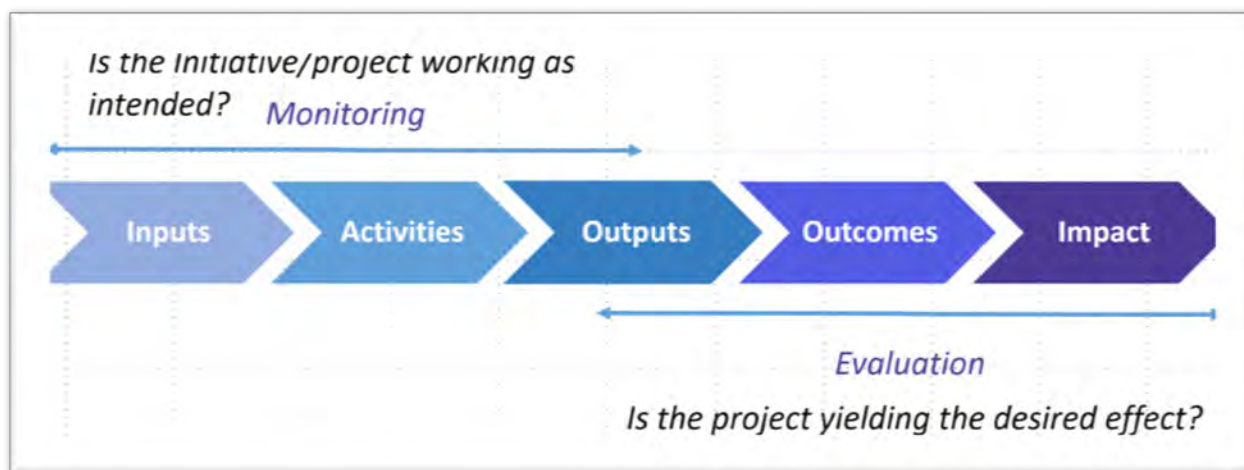 Is the Initiative/project working as
intended?
Monitoring
Inputs
Activities
Outputs
Outcomes
Impact
Evaluation
Is the project yielding the desired effect?